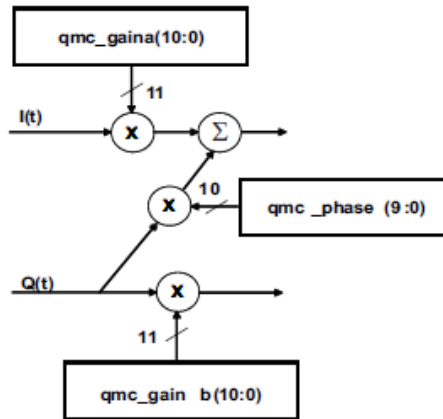 qmc_gaina(10:0)
11
I(t)
X
Σ
10
X
qmc _phase (9:0)
Q(t)
X
11
qmc_gain b(10:0)